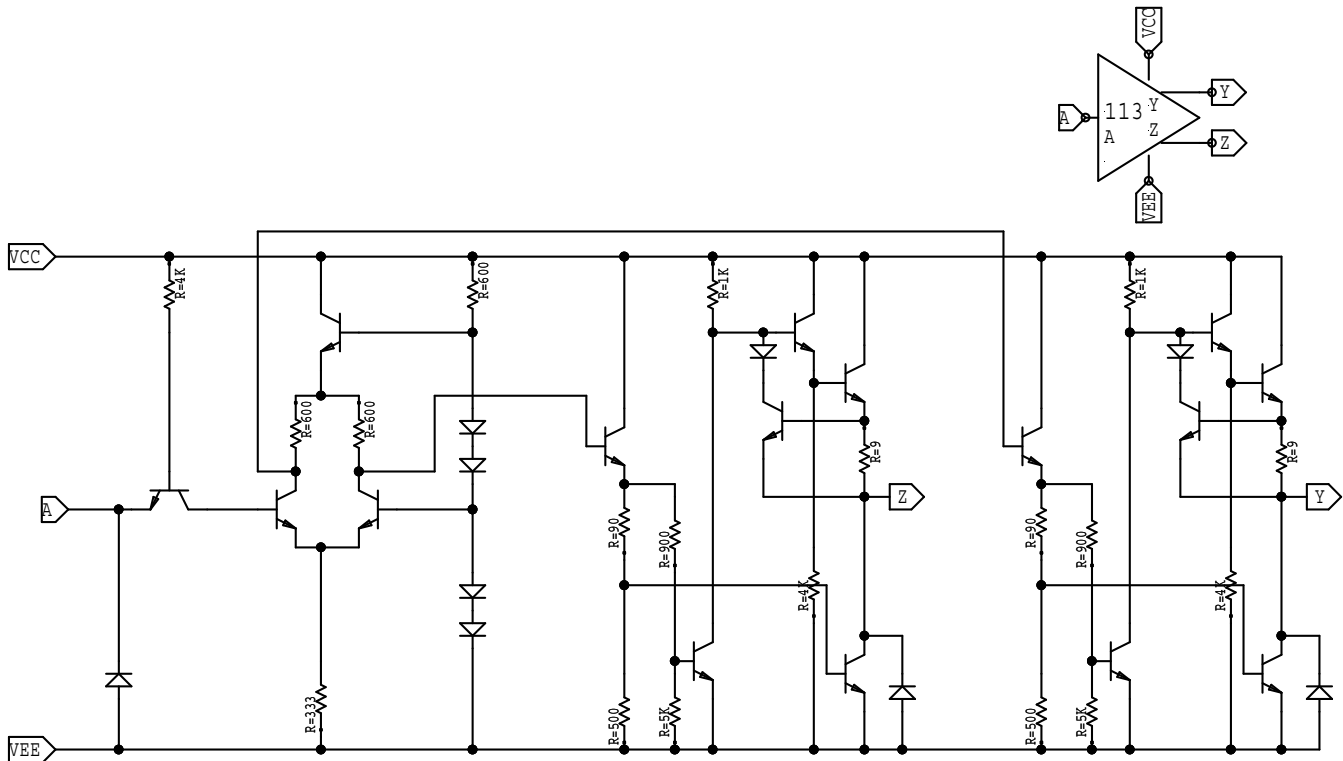 VCC
A
113
Y
Z
A
Y
Z
VEE
VCC
R=4K
R=600
R=1K
R=1K
R=600
R=600
R=9
R=9
A
Z
Y
R=90
R=900
R=90
R=900
R=4K
R=4K
R=333
R=500
R=5K
R=500
R=5K
VEE